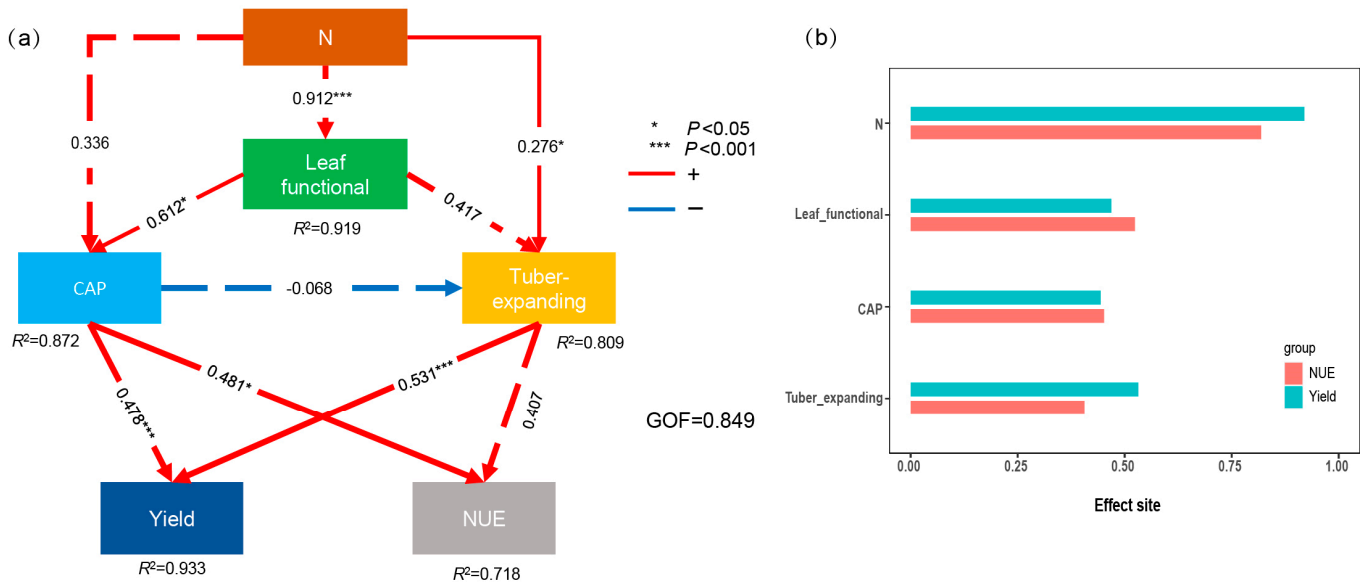 (a)
N
0.912***
0.336
0.276*
* P<0.05
*** P<0.001
+
−
Leaf
functional
R²=0.919
0.612*
0.417
CAP
R²=0.872
-0.068
Tuber-
expanding
R²=0.809
0.478***
0.481*
0.531***
0.407
GOF=0.849
Yield
R²=0.933
NUE
R²=0.718
(b)
N
Leaf_functional
CAP
Tuber_expanding
group
NUE
Yield
0.00 0.25 0.50 0.75 1.00
Effect site